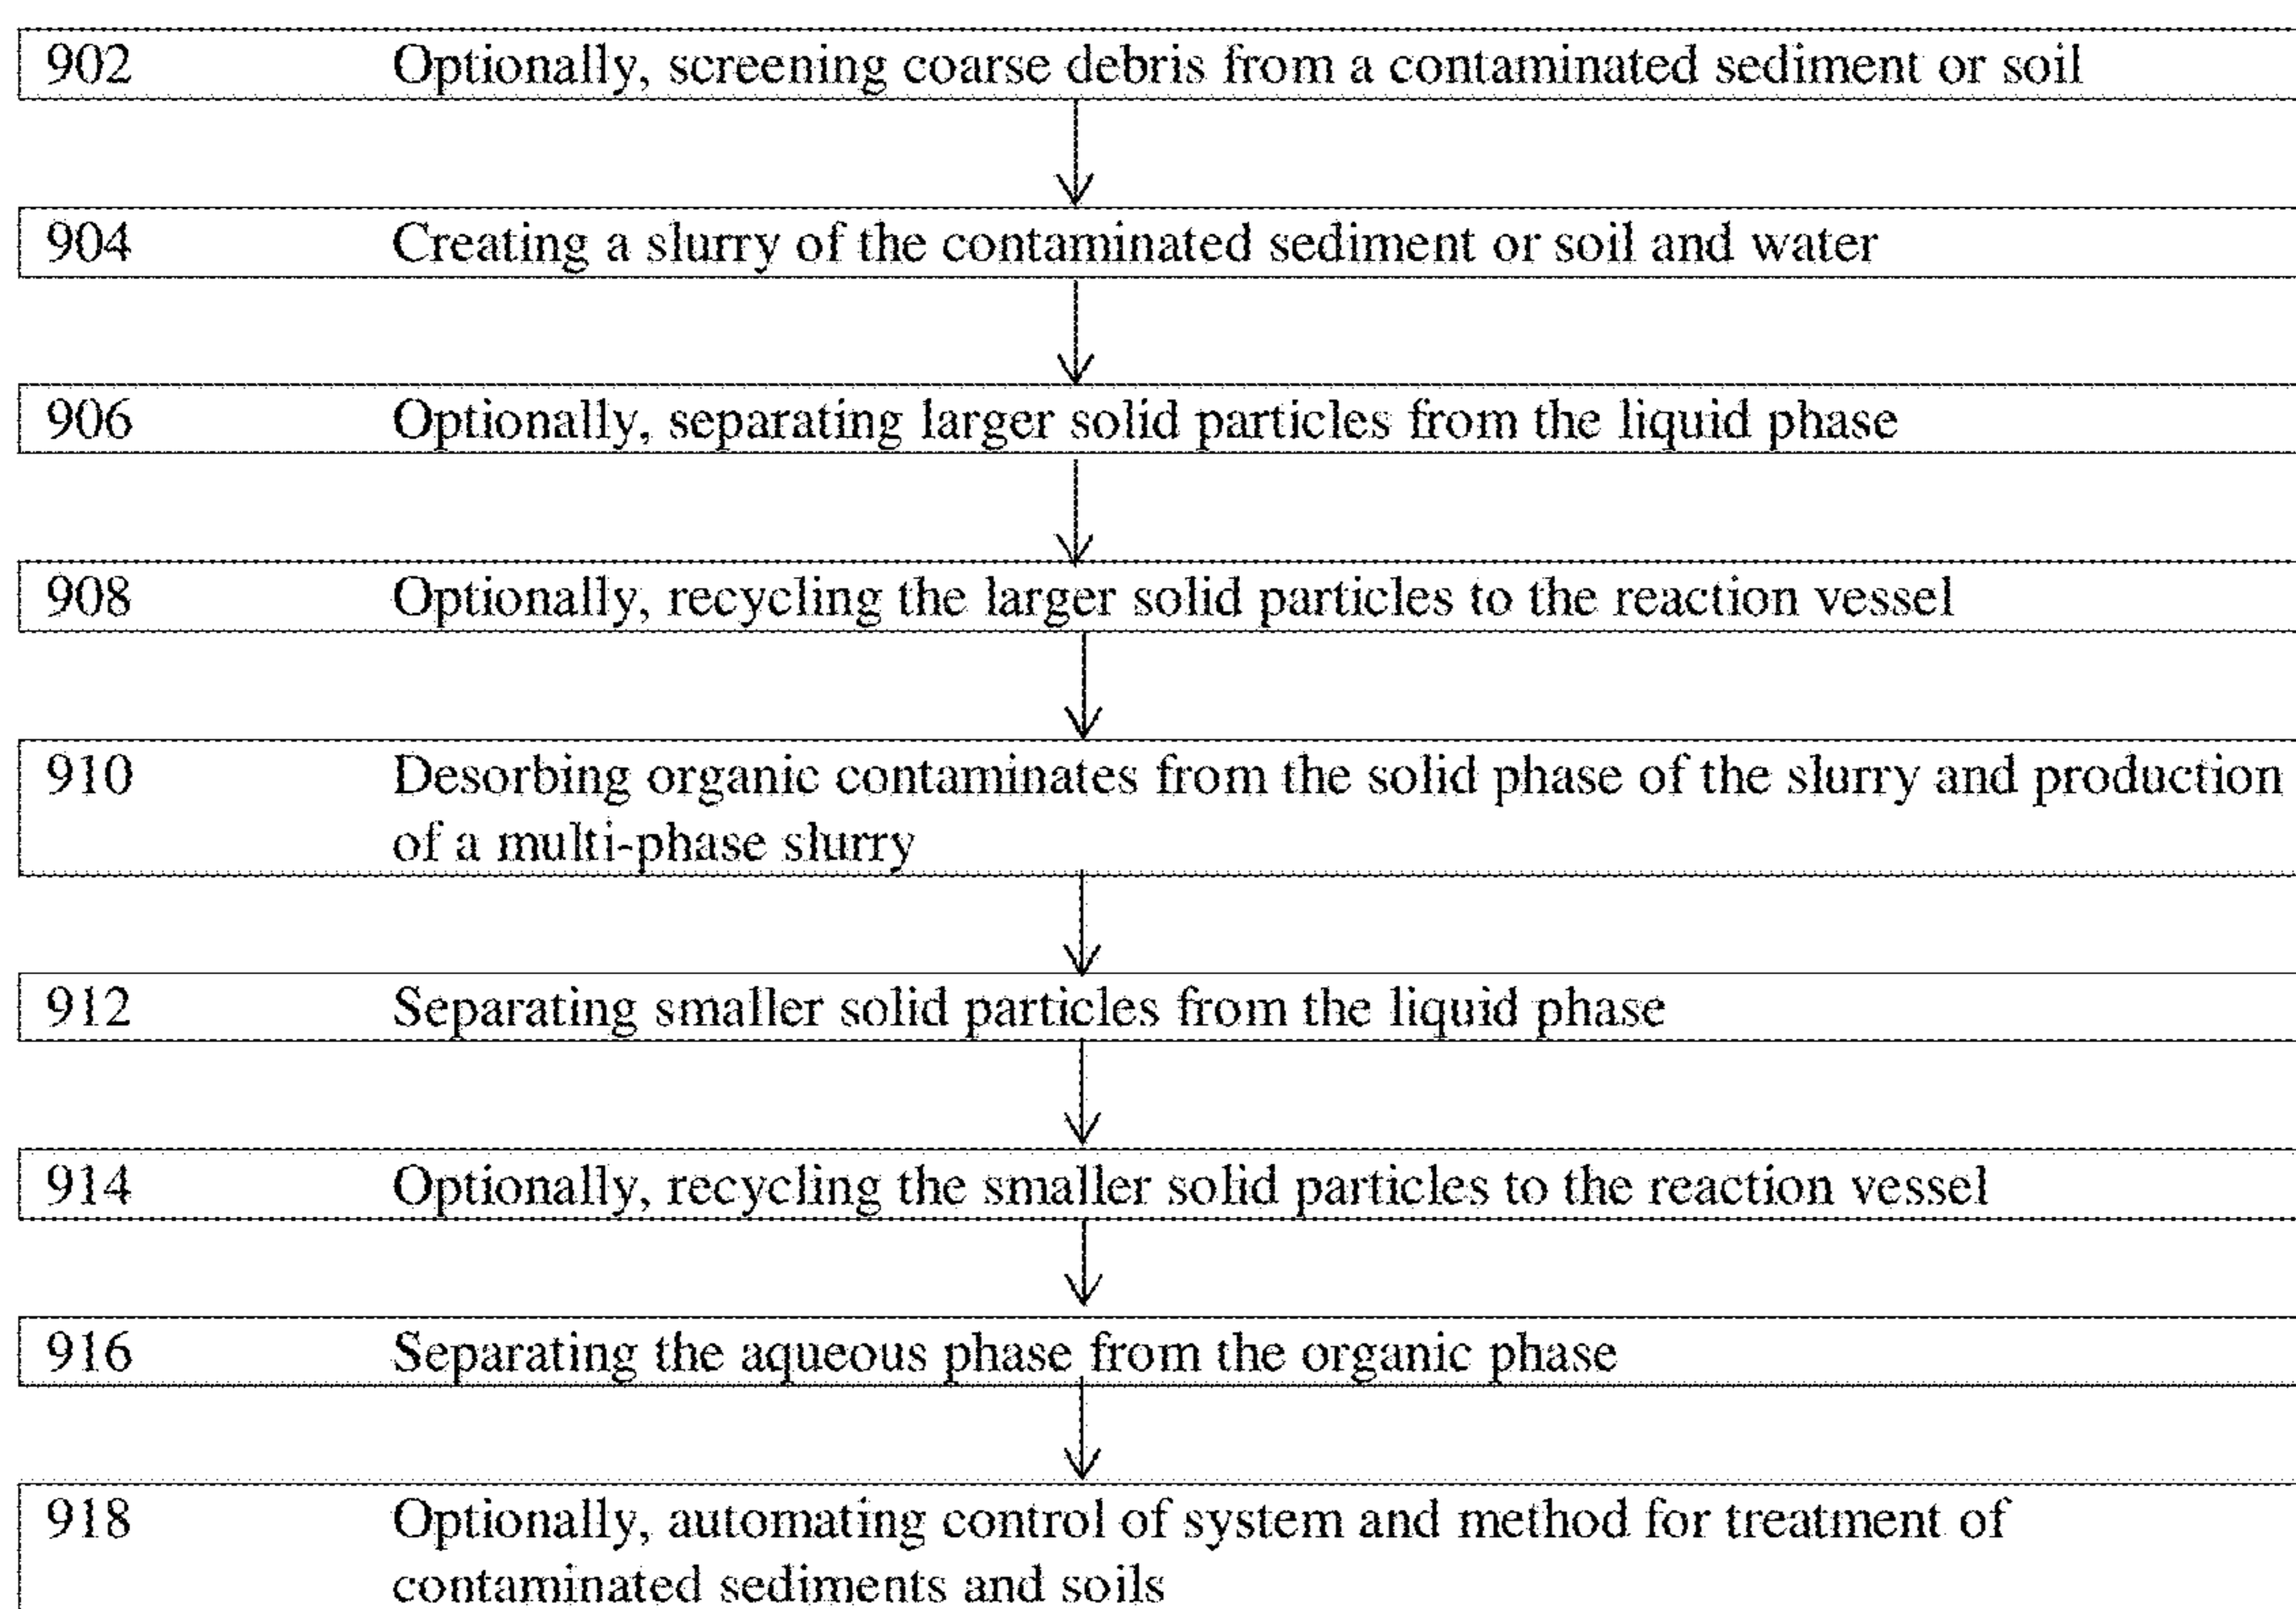 902 Optionally, screening coarse debris from a contaminated sediment or soil
904 Creating a slurry of the contaminated sediment or soil and water
906 Optionally, separating larger solid particles from the liquid phase
908 Optionally, recycling the larger solid particles to the reaction vessel
910 Desorbing organic contaminates from the solid phase of the slurry and production
of a multi-phase slurry
912 Separating smaller solid particles from the liquid phase
914 Optionally, recycling the smaller solid particles to the reaction vessel
916 Separating the aqueous phase from the organic phase
918 Optionally, automating control of system and method for treatment of
contaminated sediments and soils